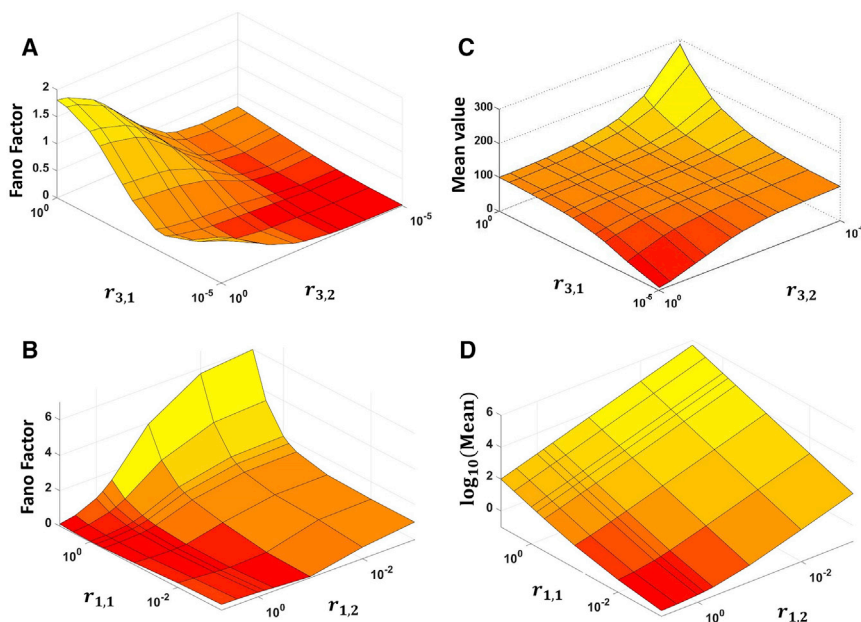 A
Fano Factor
2
1.5
1
0.5
0
10^0
r_{3,1}
10^{-5}
10^0
r_{3,2}
10^{-5}
C
Mean value
300
200
100
0
10^0
r_{3,1}
10^{-5}
10^0
r_{3,2}
B
Fano Factor
6
4
2
0
10^0
r_{1,1}
10^{-2}
10^0
r_{1,2}
10^{-2}
D
log_{10}(Mean)
6
4
2
0
10^0
r_{1,1}
10^{-2}
10^0
r_{1,2}
10^{-2}